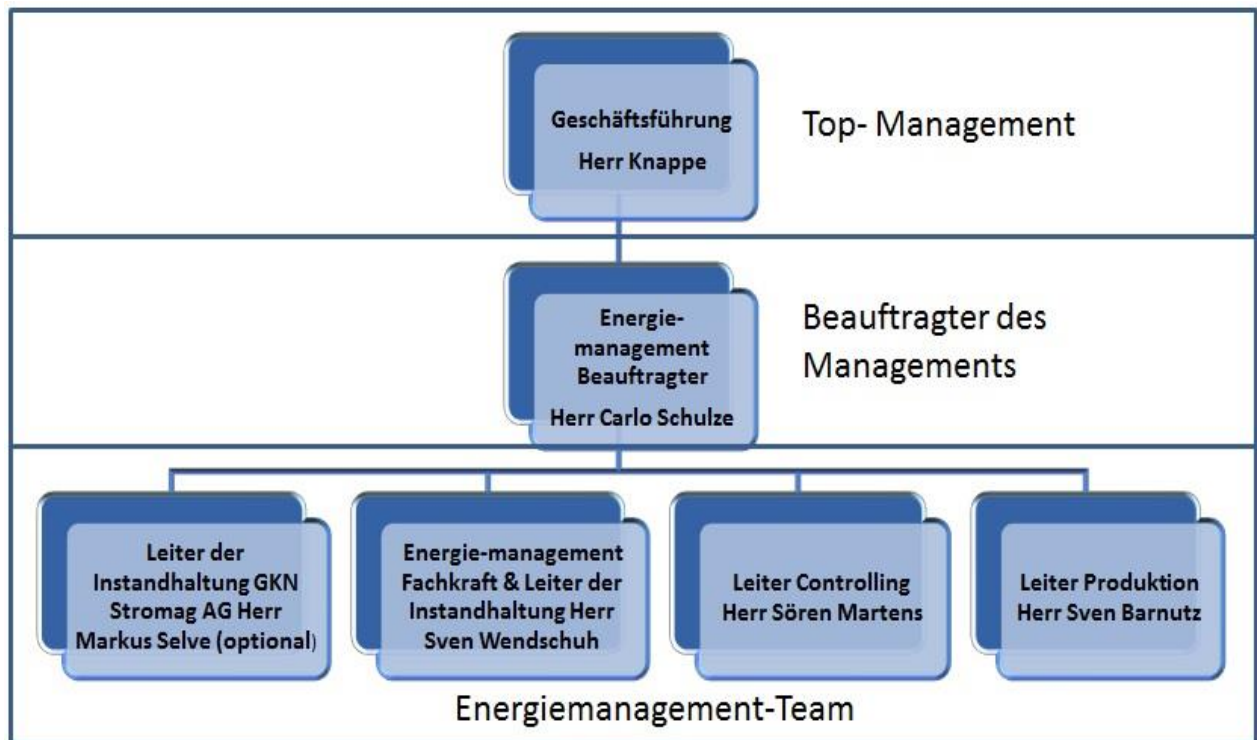 Geschäftsführung
Herr Knappe
Top- Management
Energie-
management
Beauftragter
Herr Carlo Schulze
Beauftragter des
Managements
Leiter der
Instandhaltung GKN
Stromag AG Herr
Markus Selve (optional)
Energie-management
Fachkraft & Leiter der
Instandhaltung Herr
Sven Wendschuh
Leiter Controlling
Herr Sören Martens
Leiter Produktion
Herr Sven Barnutz
Energiemanagement-Team